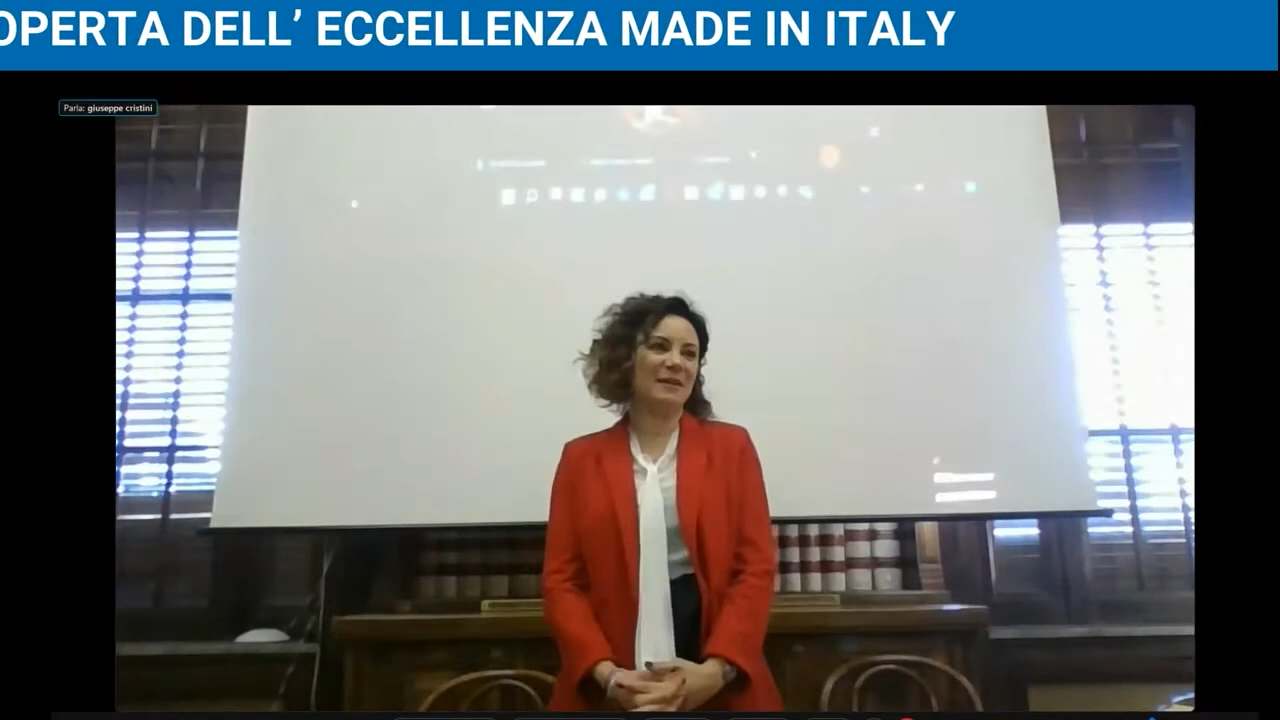 OPERTA DELL’ ECCELLENZA MADE IN ITALY
Parla: giuseppe cristini